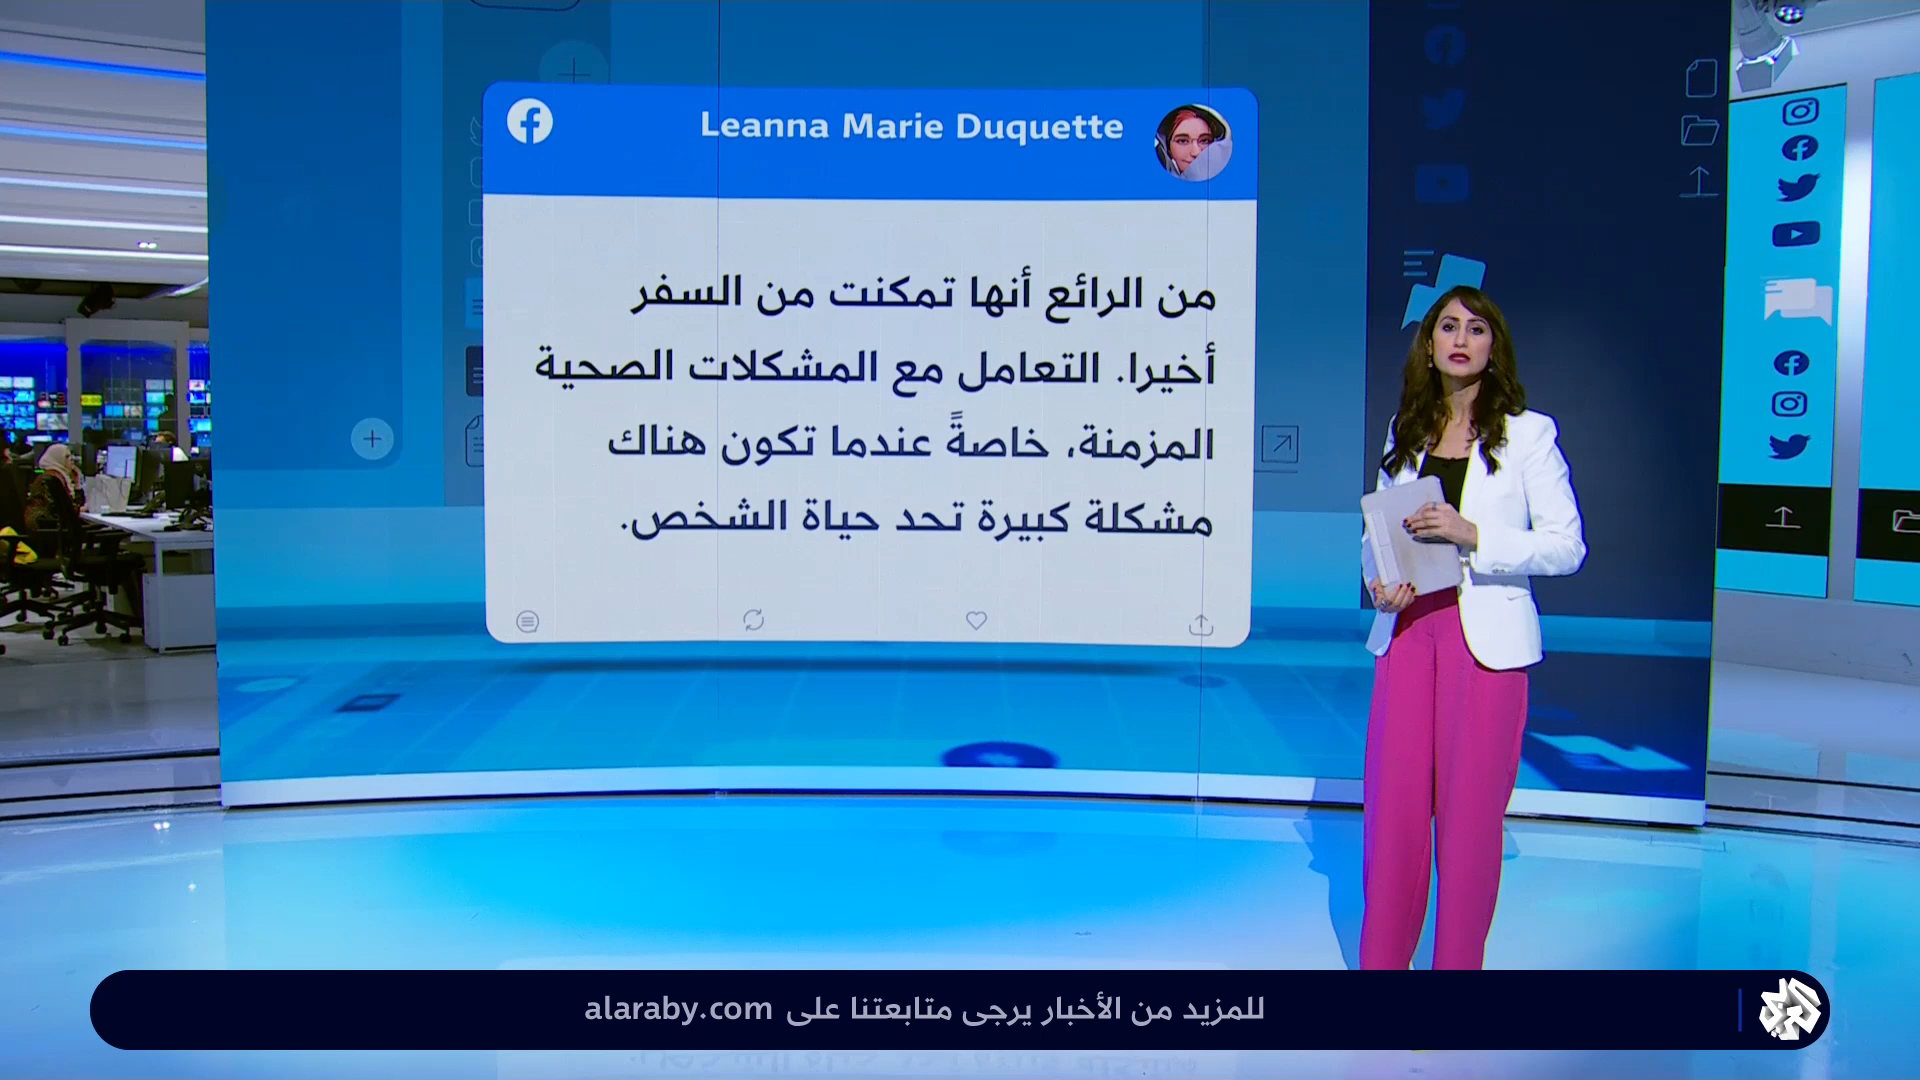 Leanna Marie Duquette
من الرائع أنها تمكنت من السفر
أخيرا. التعامل مع المشكلات الصحية
المزمنة، خاصةً عندما تكون هناك
مشكلة كبيرة تحد حياة الشخص.
للمزيد من الأخبار يرجى متابعتنا على alaraby.com